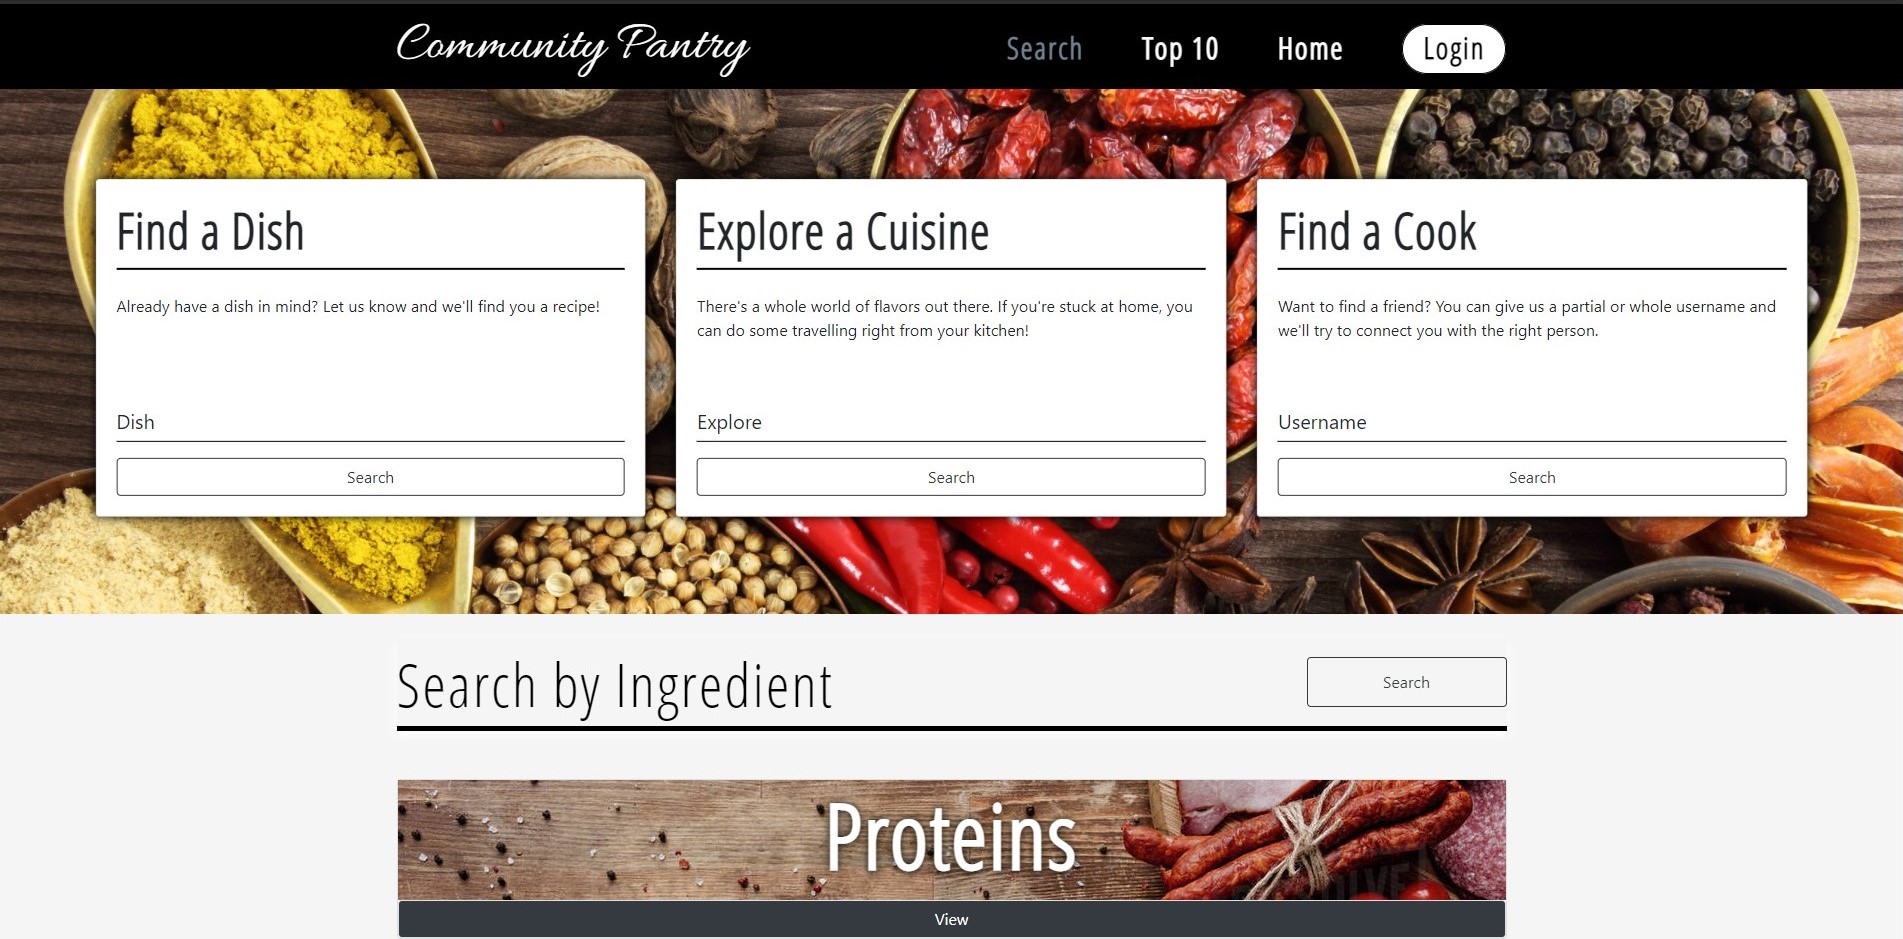 Community Pantry
Search
Top 10
Home
Login
Find a Dish
Already have a dish in mind? Let us know and we'll find you a recipe!
Dish
Search
Explore a Cuisine
There's a whole world of flavors out there. If you're stuck at home, you
can do some travelling right from your kitchen!
Explore
Search
Find a Cook
Want to find a friend? You can give us a partial or whole username and
we'll try to connect you with the right person.
Username
Search
Search by Ingredient
Search
Proteins
View